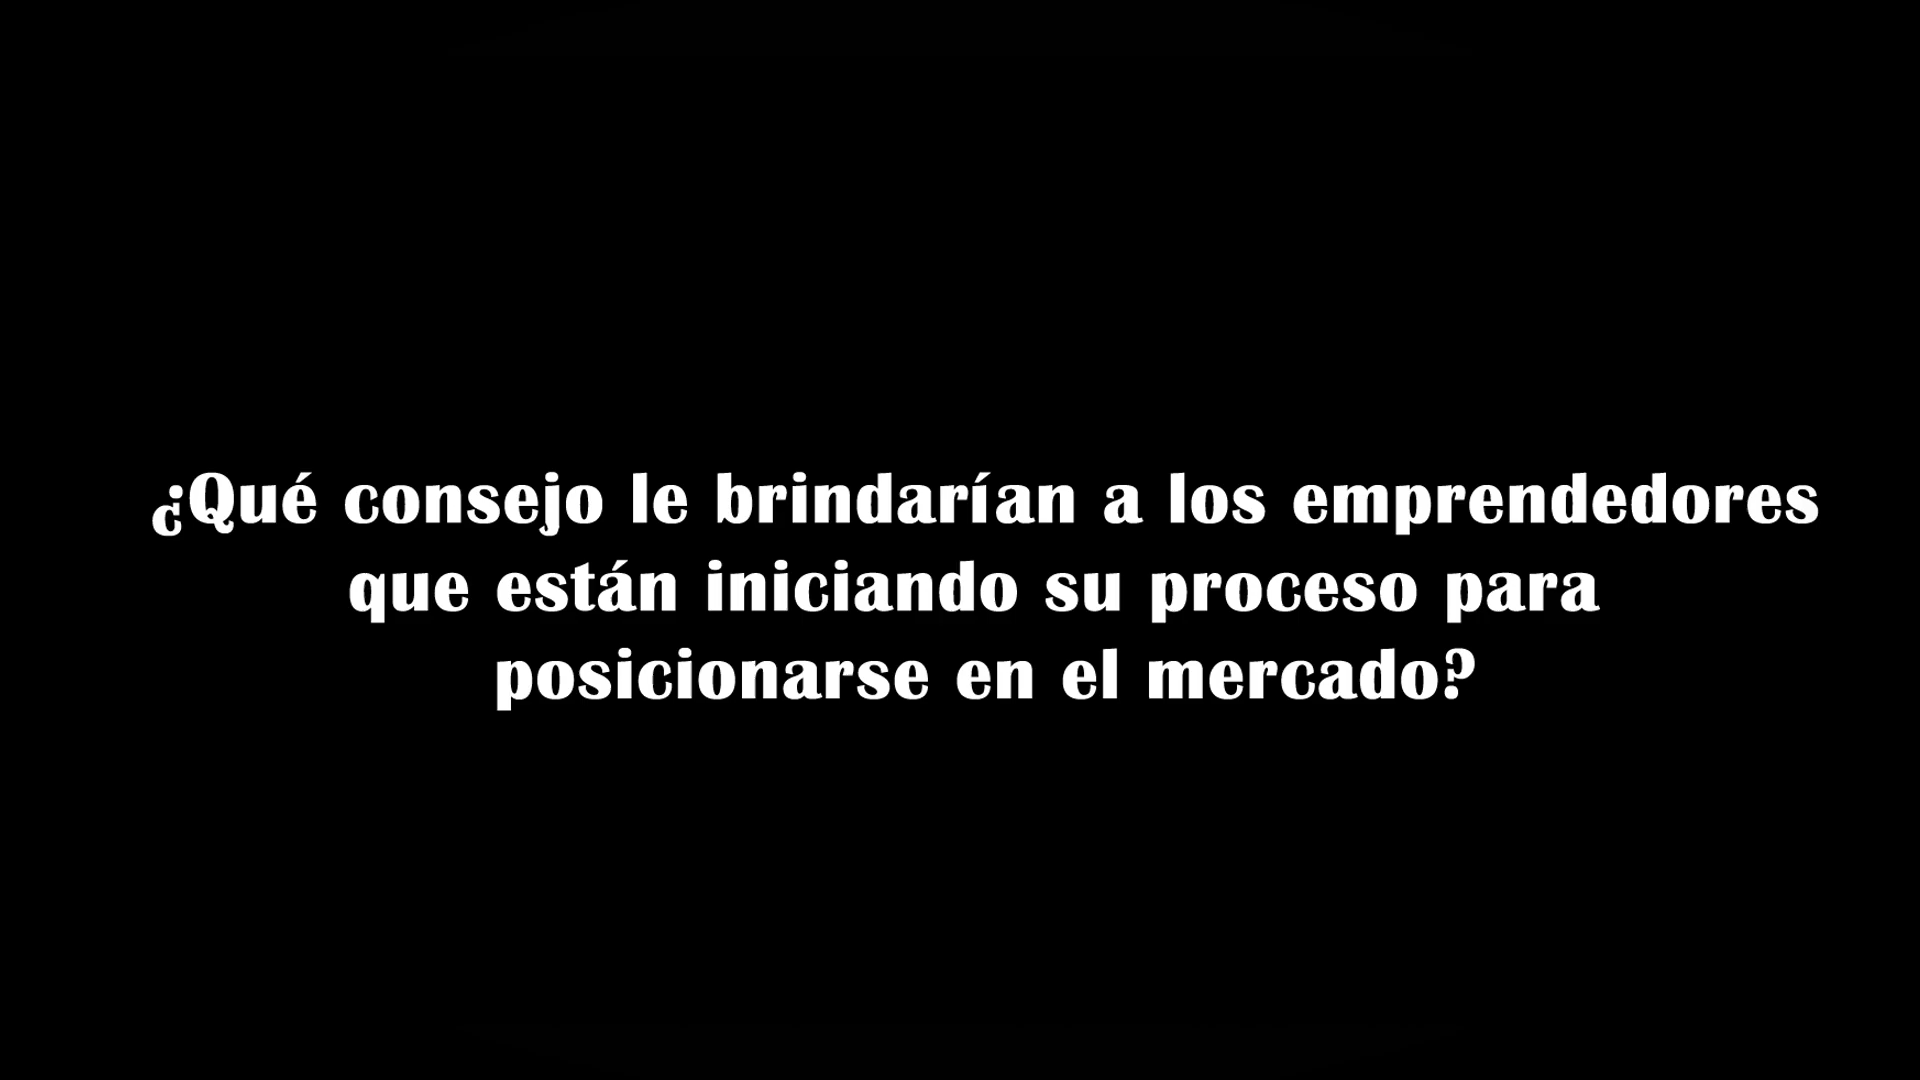 ¿Qué consejo le brindarían a los emprendedores
que están iniciando su proceso para
posicionarse en el mercado?